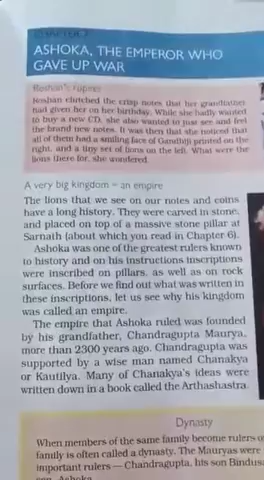 ASHOKA, THE EMPEROR WHO
GAVE UP WAR
Roshan's rupees
Roshan clutched the crisp notes that her grandfather
had given her on her birthday. While she badly wanted
to buy a new CD, she also wanted to just see and feel
the brand new notes. It was then that she noticed that
all of them had a smiling face of Gandhiji printed on the
right, and a tiny set of lions on the left. What were the
lions there for, she wondered.
A very big kingdom = an empire
The lions that we see on our notes and coins
have a long history. They were carved in stone,
and placed on top of a massive stone pillar at
Sarnath (about which you read in Chapter 6).
Ashoka was one of the greatest rulers known
to history and on his instructions inscriptions
were inscribed on pillars, as well as on rock
surfaces. Before we find out what was written in
these inscriptions, let us see why his kingdom
was called an empire.
The empire that Ashoka ruled was founded
by his grandfather, Chandragupta Maurya,
more than 2300 years ago. Chandragupta was
supported by a wise man named Chanakya
or Kautilya. Many of Chanakya's ideas were
written down in a book called the Arthashastra.
Dynasty
When members of the same family become rulers o
family is often called a dynasty. The Mauryas were
important rulers — Chandragupta, his son Bindus
son, Ashoka.